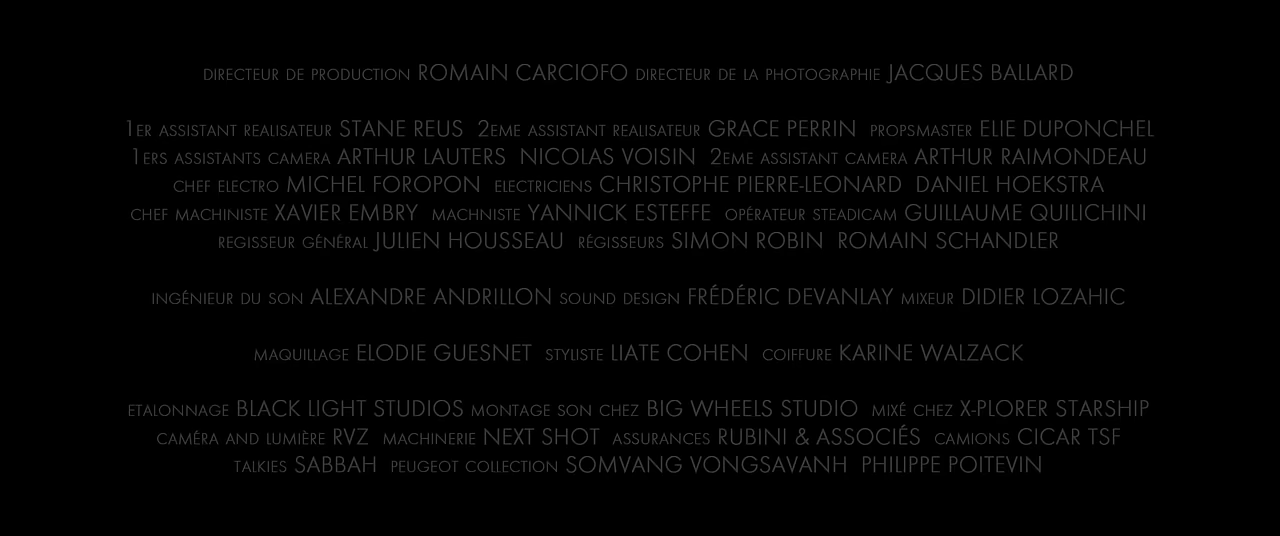 DIRECTEUR DE PRODUCTION ROMAIN CARCIOFO DIRECTEUR DE LA PHOTOGRAPHIE JACQUES BALLARD
1ER ASSISTANT REALISATEUR STANE REUS 2EME ASSISTANT REALISATEUR GRACE PERRIN PROPSMASTER ELIE DUPONCHEL
1ERS ASSISTANTS CAMERA ARTHUR LAUTERS NICOLAS VOISIN 2EME ASSISTANT CAMERA ARTHUR RAIMONDEAU
CHEF ELECTRO MICHEL FOROPON ELECTRICIENS CHRISTOPHE PIERRE-LEONARD DANIEL HOEKSTRA
CHEF MACHINISTE XAVIER EMBRY MACHNISTE YANNICK ESTEFFE OPÉRATEUR STEADICAM GUILLAUME QUILICHINI
REGISSEUR GÉNÉRAL JULIEN HOUSSEAU RÉGISSEURS SIMON ROBIN ROMAIN SCHANDLER
INGÉNIEUR DU SON ALEXANDRE ANDRILLON SOUND DESIGN FRÉDÉRIC DEVANLAY MIXEUR DIDIER LOZAHIC
MAQUILLAGE ELODIE GUESNET STYLISTE LIATE COHEN COIFFURE KARINE WALZACK
ETALONNAGE BLACK LIGHT STUDIOS MONTAGE SON CHEZ BIG WHEELS STUDIO MIXÉ CHEZ X-PLORER STARSHIP
CAMÉRA AND LUMIÈRE RVZ MACHINERIE NEXT SHOT ASSURANCES RUBINI & ASSOCIÉS CAMIONS CICAR TSF
TALKIES SABBAH PEUGEOT COLLECTION SOMVANG VONGSAVANH PHILIPPE POITEVIN